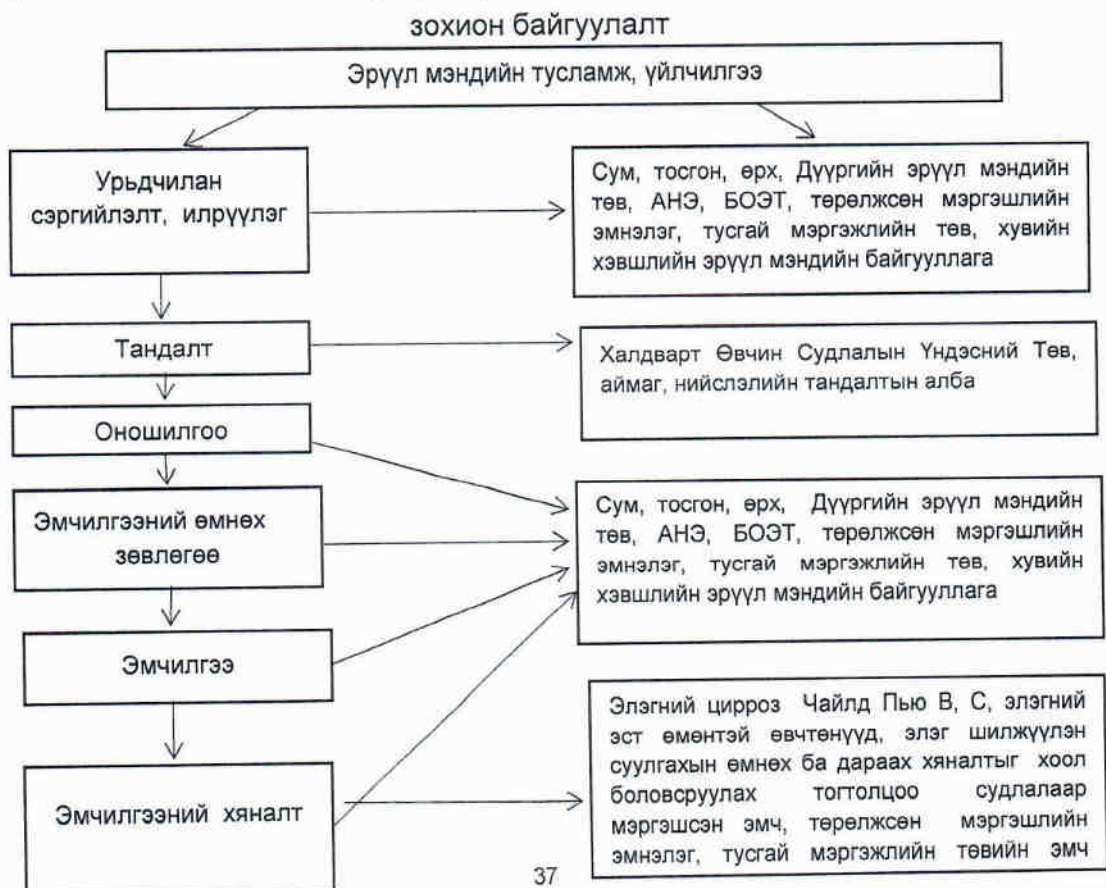 зохион байгуулалт
Эрүүл мэндийн тусламж, үйлчилгээ
Урьдчилан
сэргийлэлт, илрүүлэг
Сум, тосгон, өрх, Дүүргийн эрүүл мэндийн
төв, АНЭ, БОЭТ, төрөлжсөн мэргэшлийн
эмнэлэг, тусгай мэргэжлийн төв, хувийн
хэвшлийн эрүүл мэндийн байгууллага
Тандалт
Халдварт Өвчин Судлалын Үндэсний Төв,
аймаг, нийслэлийн тандалтын алба
Оношилгоо
Эмчилгээний өмнөх
зөвлөгөө
Сум, тосгон, өрх, Дүүргийн эрүүл мэндийн
төв, АНЭ, БОЭТ, төрөлжсөн мэргэшлийн
эмнэлэг, тусгай мэргэжлийн төв, хувийн
хэвшлийн эрүүл мэндийн байгууллага
Эмчилгээ
Эмчилгээний хяналт
Элэгний цирроз Чайлд Пью В, С, элэгний
эст өмөнтэй өвчтөнүүд, элэг шилжүүлэн
суулгахын өмнөх ба дараах хяналтыг хоол
боловсруулах тогтолцоо судлалаар
мэргэшсэн эмч, төрөлжсөн мэргэшлийн
эмнэлэг, тусгай мэргэжлийн төвийн эмч
37